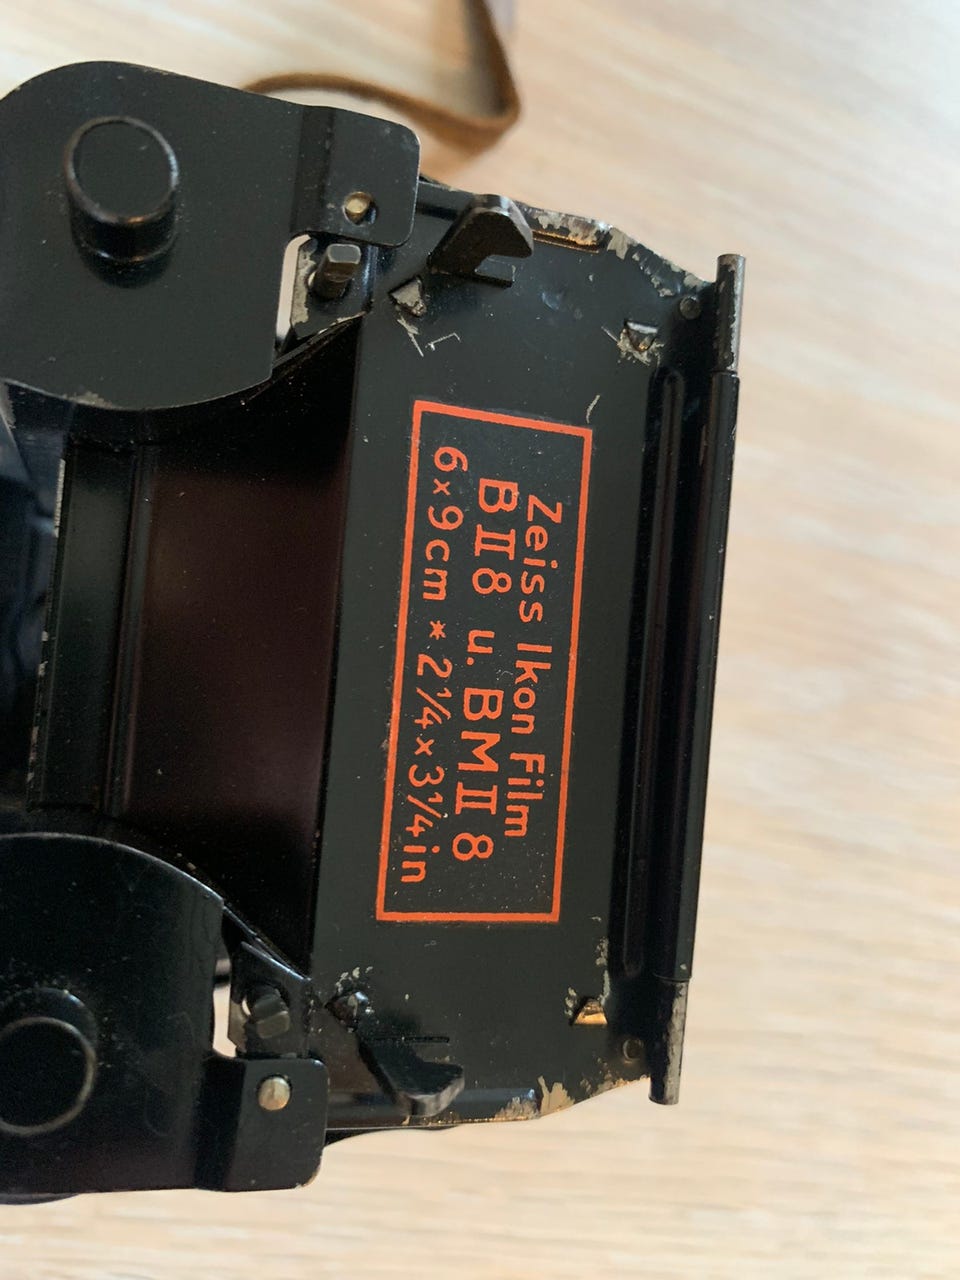 Zeiss Ikon Film
BII8 u. BMII8
6×9cm * 2¼×3¼in